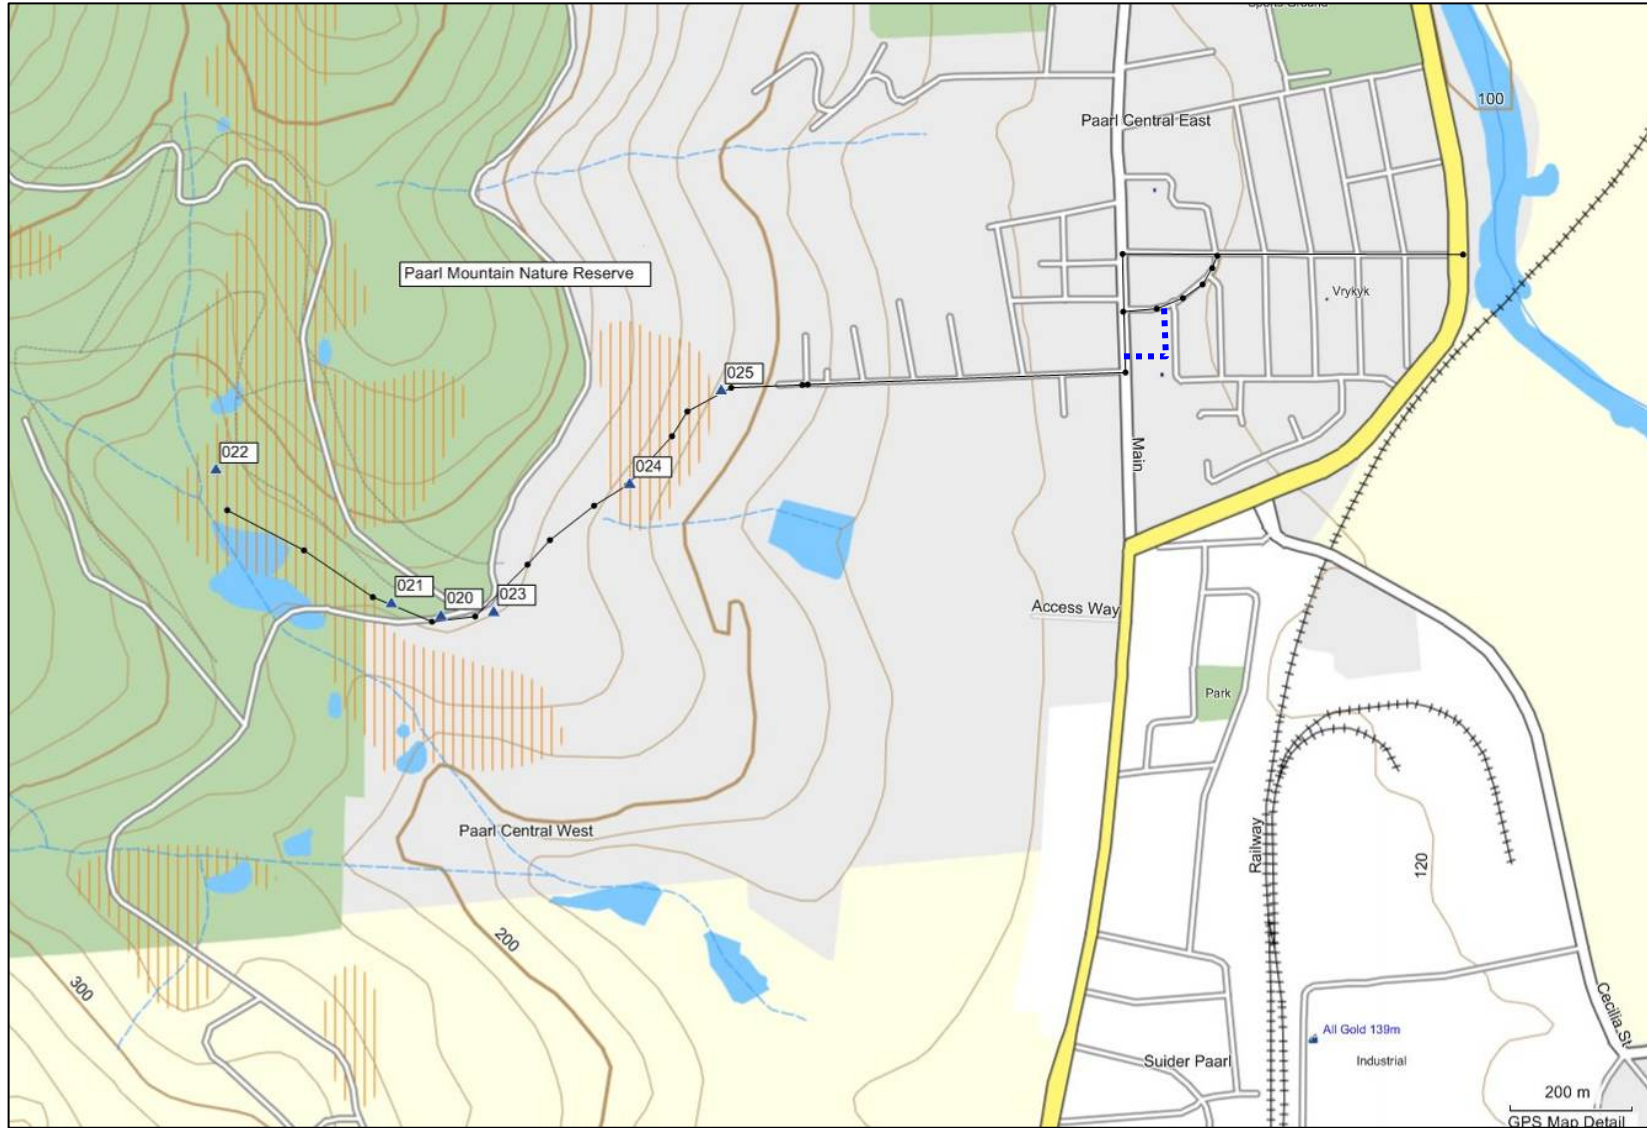 Sports Ground
100
Paarl Central East
Paarl Mountain Nature Reserve
Vrykyk
025
Main
022
024
021
020
023
Access Way
Park
Paarl Central West
Railway
120
200
300
Cecilia St
All Gold 139m
Suider Paarl
Industrial
200 m
GPS Map Detail